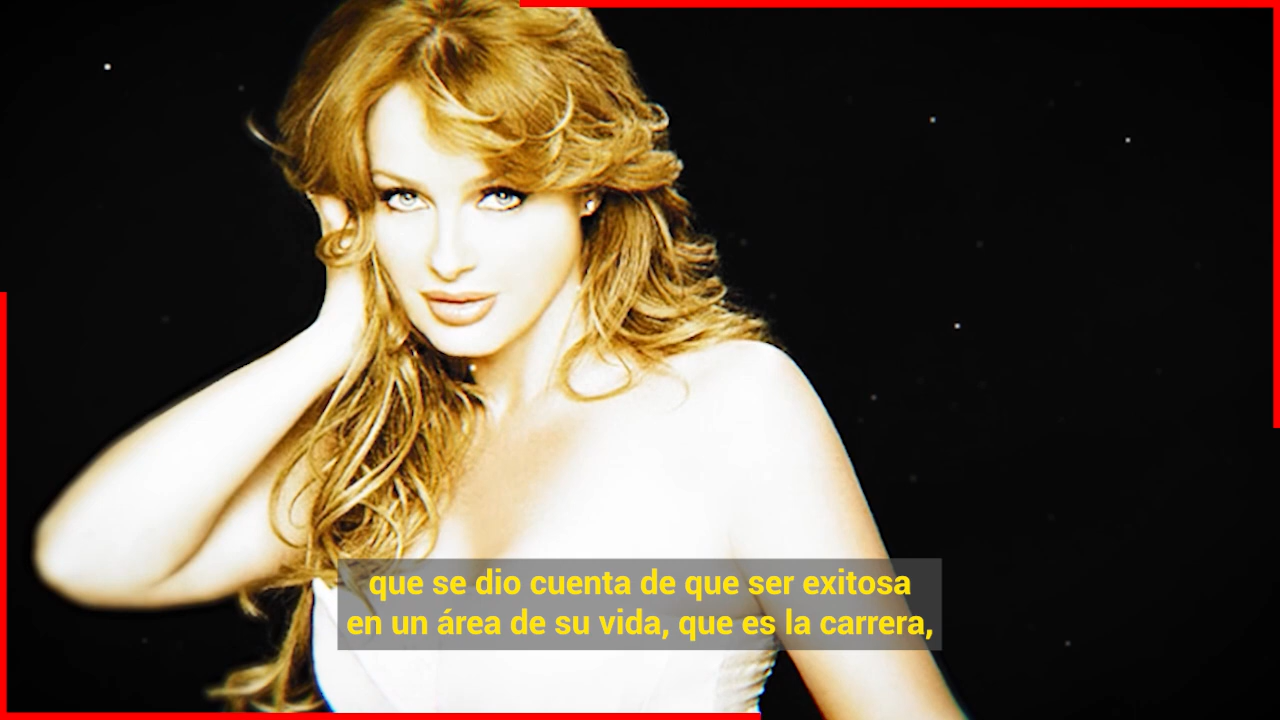 que se dio cuenta de que ser exitosa
en un área de su vida, que es la carrera,